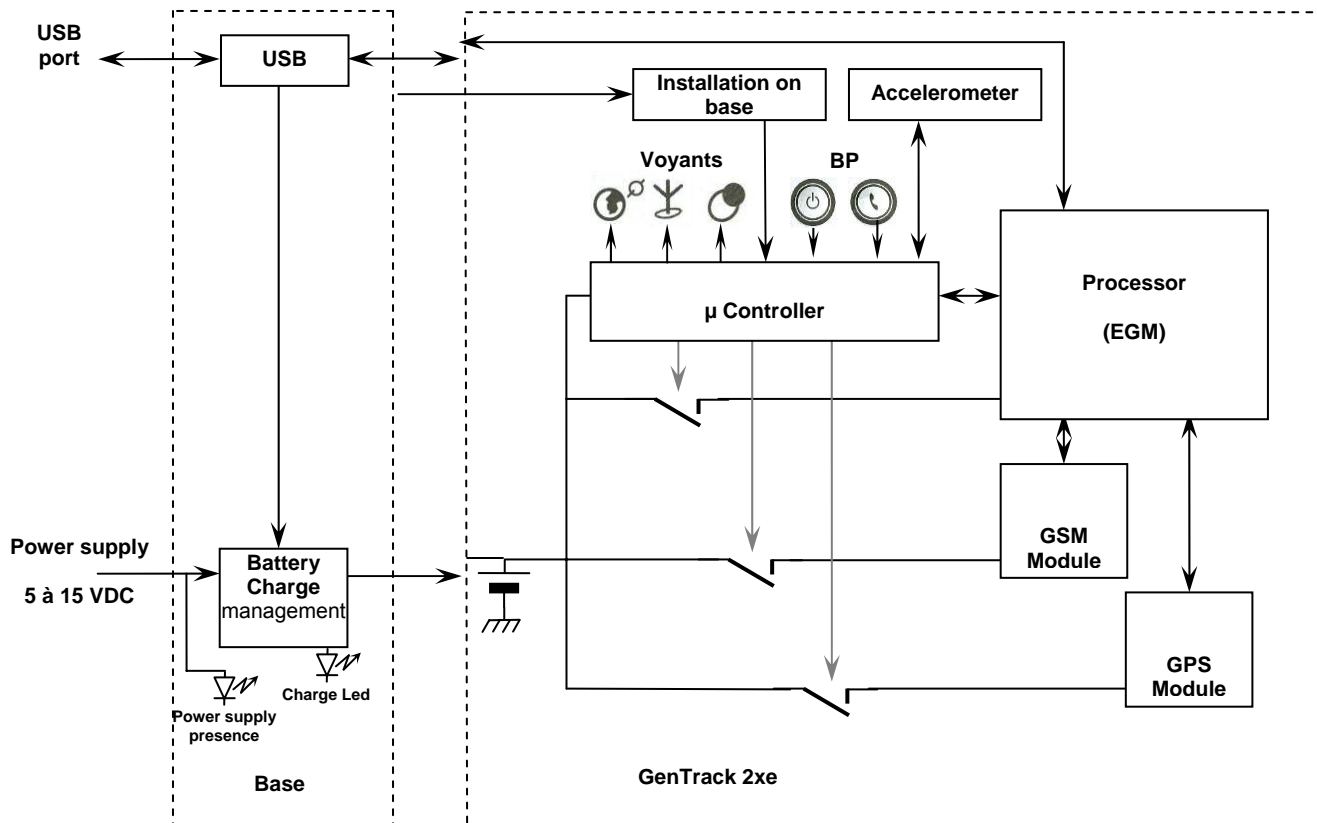 USB
port
USB
Installation on
base
Accelerometer
Voyants
BP
Processor
(EGM)
µ Controller
GSM
Module
Power supply
5 à 15 VDC
Battery
Charge
management
GPS
Module
Charge Led
Power supply
presence
Base
GenTrack 2xe